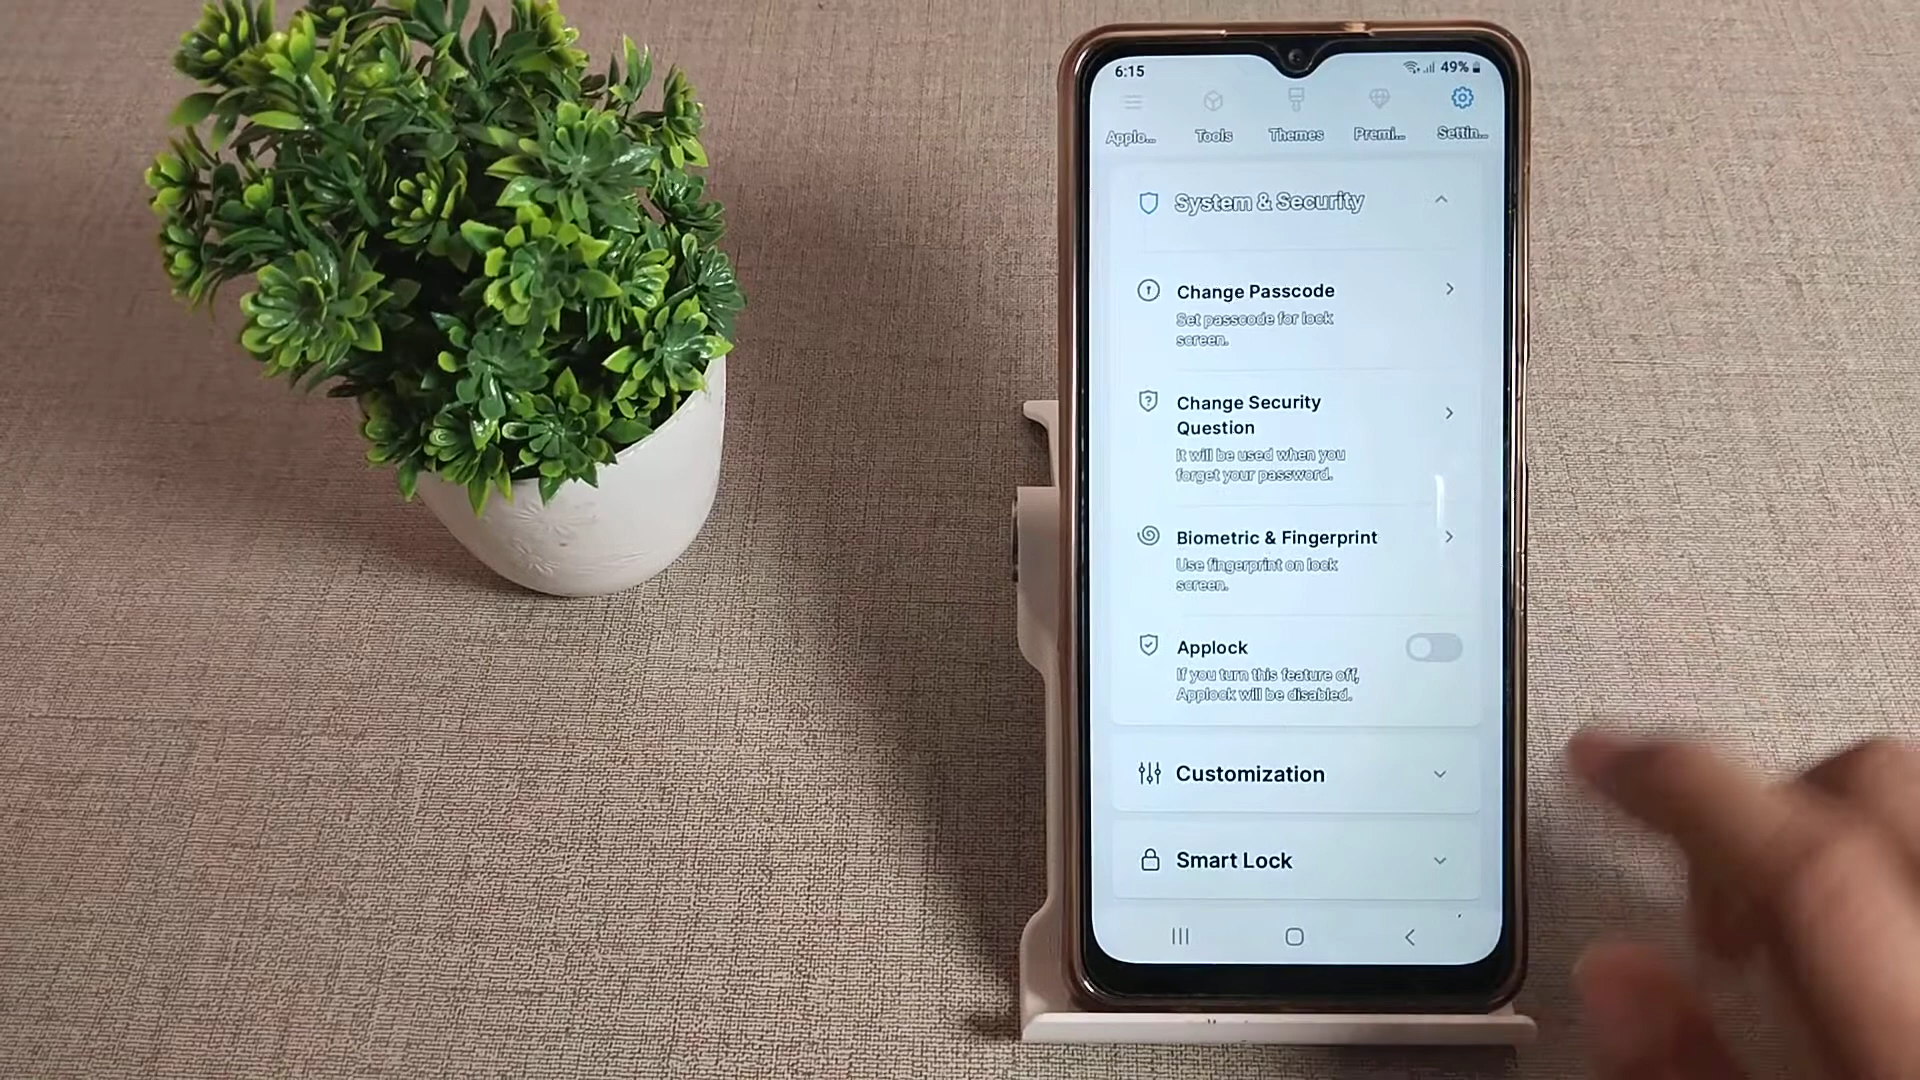 6:15 49%
Applo... Tools Themes Premi... Settin...
System & Security
Change Passcode
Set passcode for lock
screen.
Change Security
Question
It will be used when you
forget your password.
Biometric & Fingerprint
Use fingerprint on lock
screen.
Applock
If you turn this feature off,
Applock will be disabled.
Customization
Smart Lock